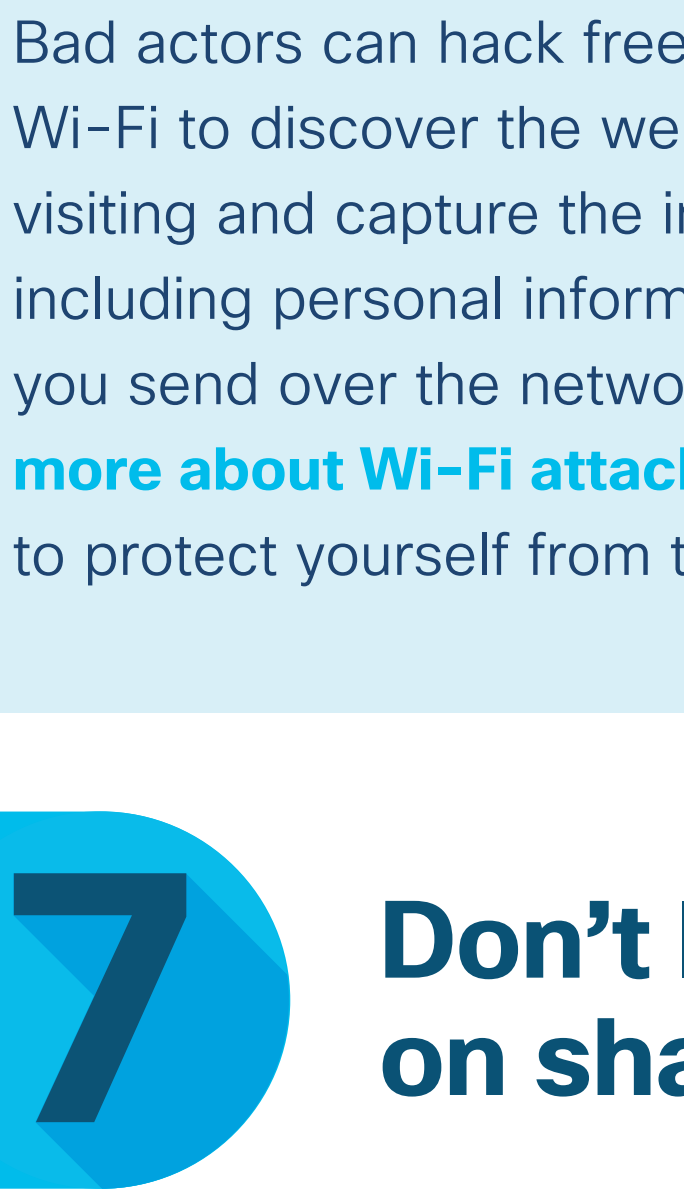 Bad actors can hack free
Wi-Fi to discover the we
visiting and capture the i
including personal inform
you send over the netwo
more about Wi-Fi attac
to protect yourself from t
7
Don't
on sha